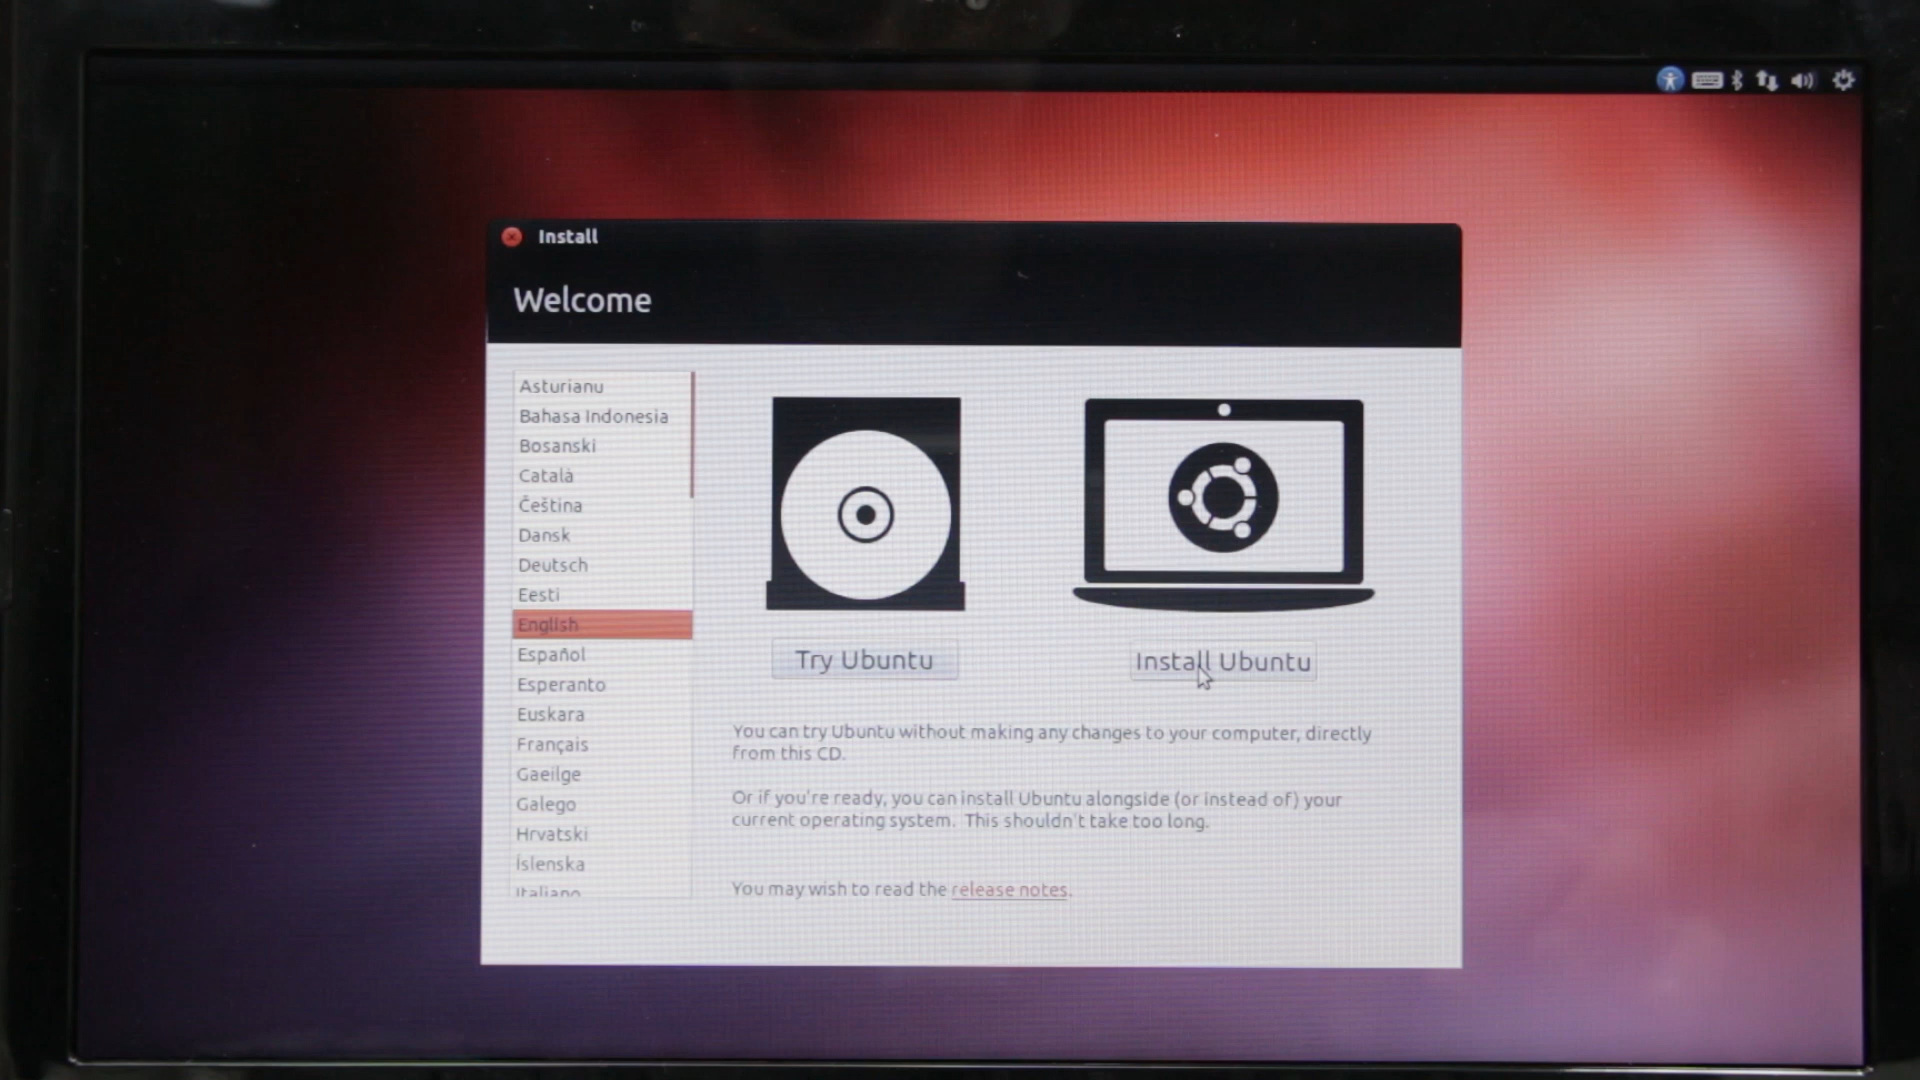 Install
Welcome
Asturianu
Bahasa Indonesia
Bosanski
Català
Čeština
Dansk
Deutsch
Eesti
English
Español
Esperanto
Euskara
Français
Gaeilge
Galego
Hrvatski
Íslenska
Italiano
Try Ubuntu
Install Ubuntu
You can try Ubuntu without making any changes to your computer, directly
from this CD.
Or if you're ready, you can install Ubuntu alongside (or instead of) your
current operating system. This shouldn't take too long.
You may wish to read the release notes.